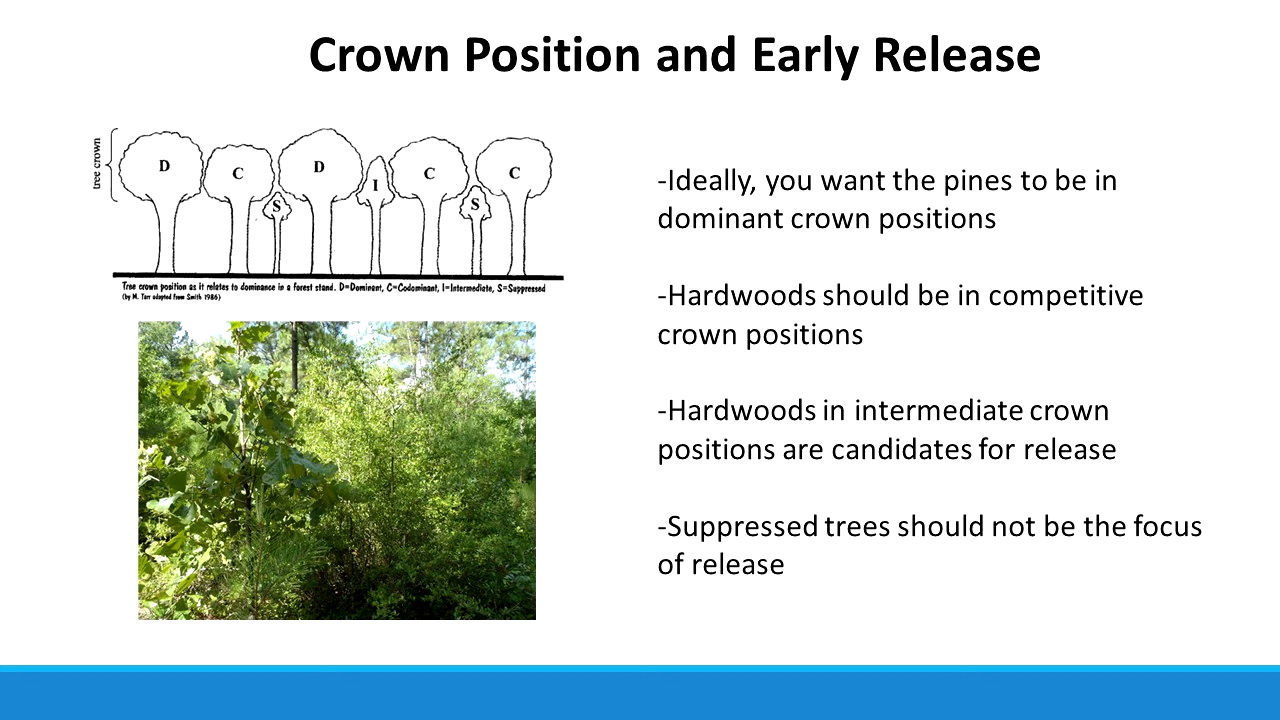 Crown Position and Early Release
tree crown
D
C
D
I
C
C
S
S
Tree crown position as it relates to dominance in a forest stand. D=Dominant, C=Codominant, I=Intermediate, S=Suppressed
(by M. Tarr adapted from Smith 1986)
-Ideally, you want the pines to be in
dominant crown positions
-Hardwoods should be in competitive
crown positions
-Hardwoods in intermediate crown
positions are candidates for release
-Suppressed trees should not be the focus
of release